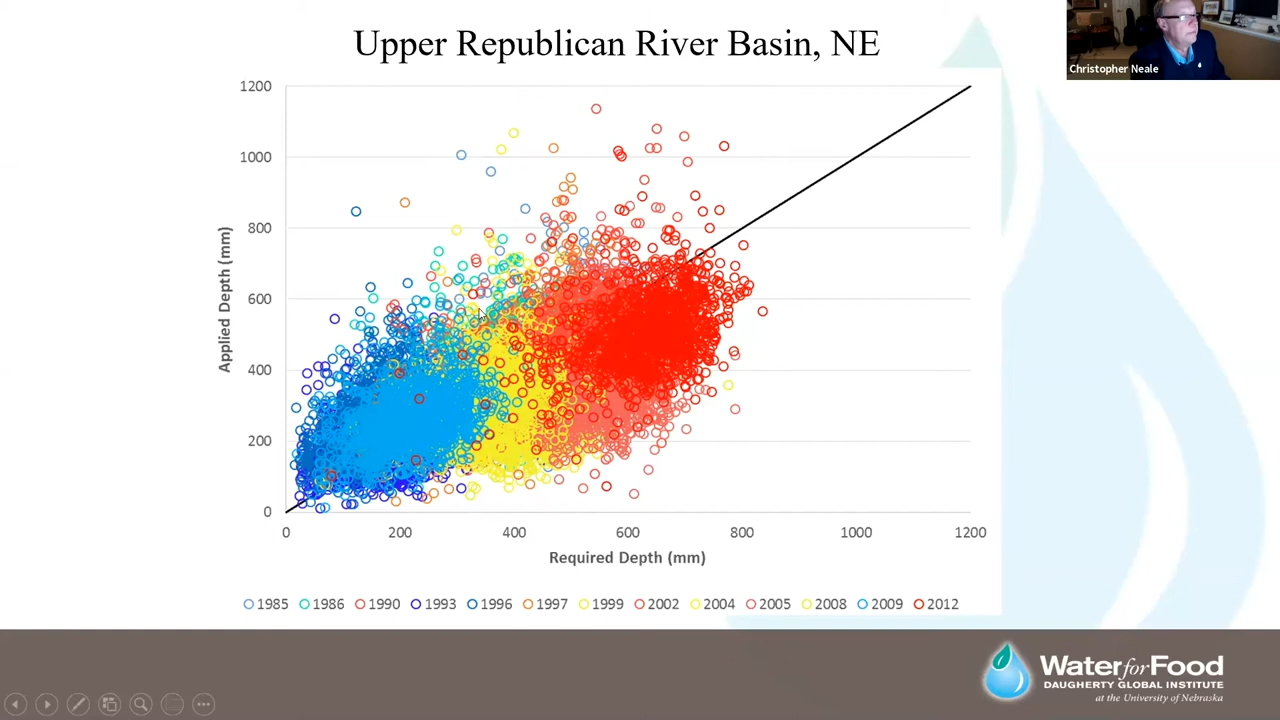 Upper Republican River Basin, NE
Christopher Neale
1200
1000
800
600
400
200
0
Applied Depth (mm)
0 200 400 600 800 1000 1200
Required Depth (mm)
1985 1986 1990 1993 1996 1997 1999 2002 2004 2005 2008 2009 2012
Water for Food
DAUGHERTY GLOBAL INSTITUTE
at the University of Nebraska